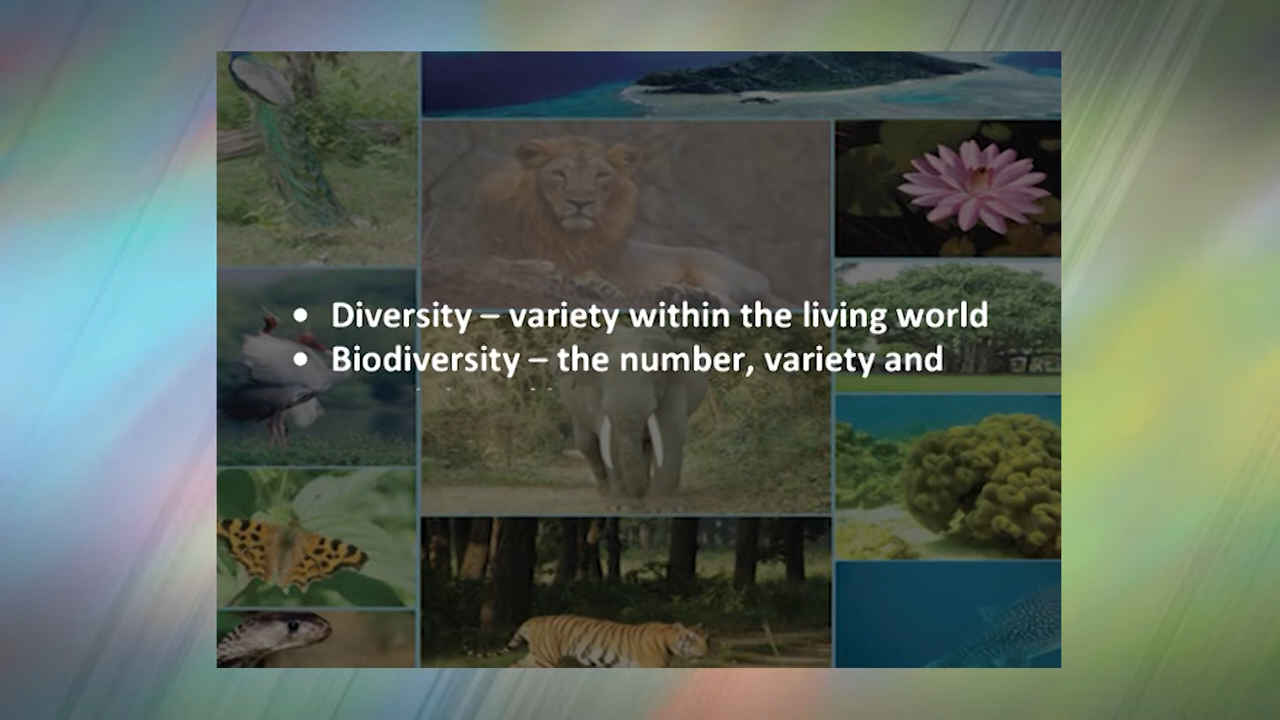 • Diversity – variety within the living world
• Biodiversity – the number, variety and